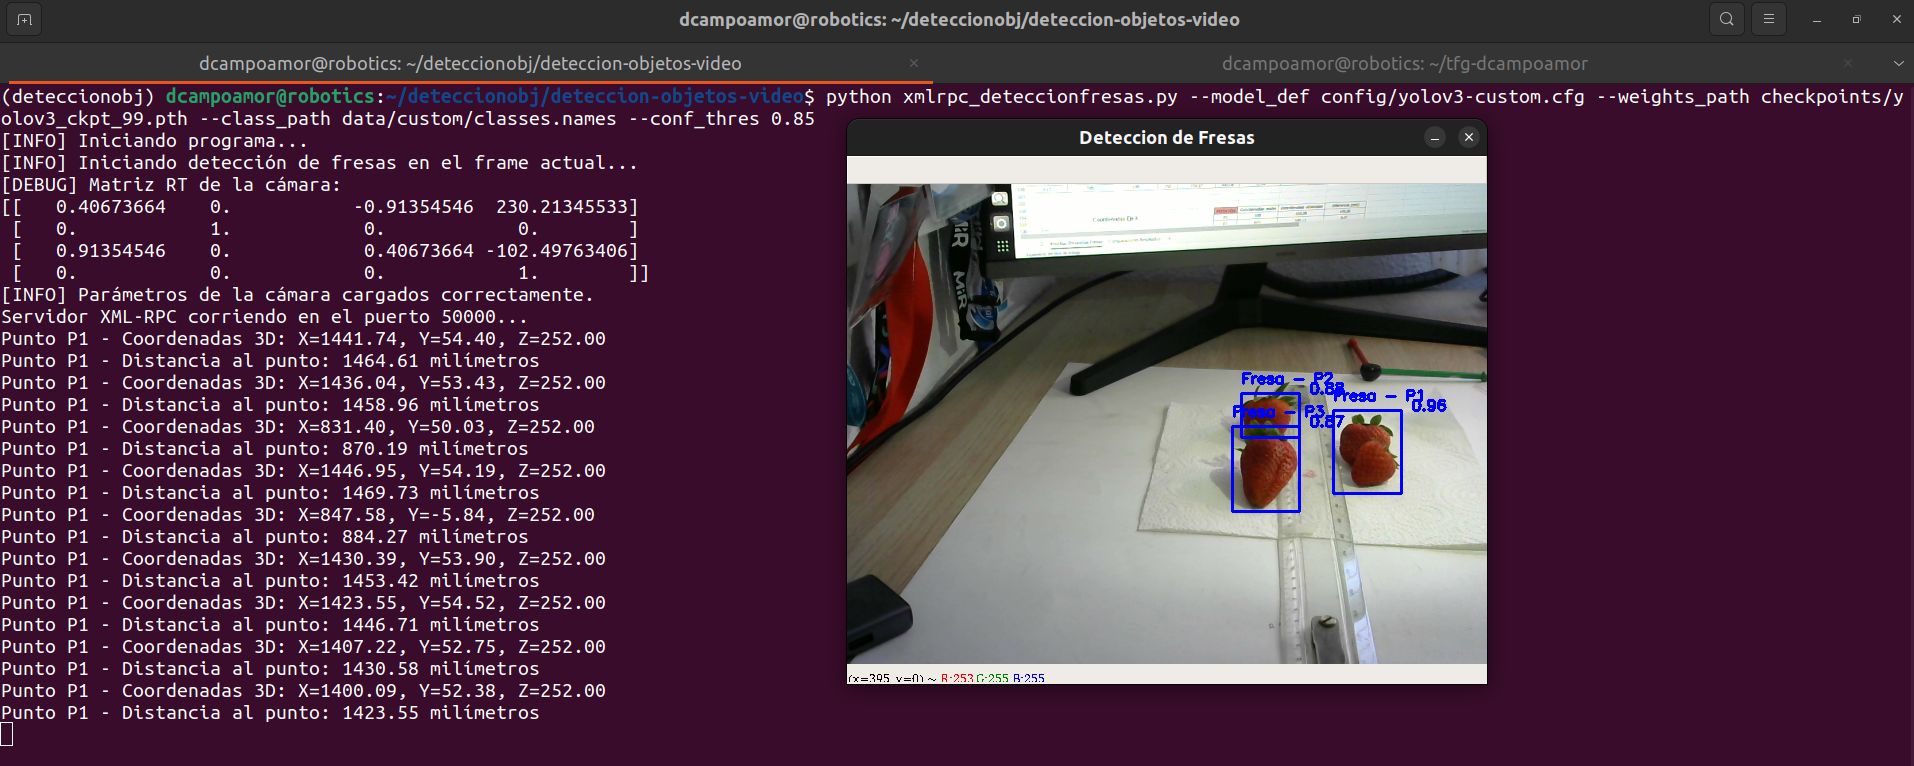 dcampoamor@robotics: ~/deteccionobj/deteccion-objetos-video
dcampoamor@robotics: ~/deteccionobj/deteccion-objetos-video
dcampoamor@robotics: ~/tfg-dcampoamor
(deteccionobj) dcampoamor@robotics:~/deteccionobj/deteccion-objetos-video$ python xmlrpc_deteccionfresas.py --model_def config/yolov3-custom.cfg --weights_path checkpoints/y
olov3_ckpt_99.pth --class_path data/custom/classes.names --conf_thres 0.85
[INFO] Iniciando programa...
[INFO] Iniciando detección de fresas en el frame actual...
[DEBUG] Matriz RT de la cámara:
[[   0.40673664    0.           -0.91354546  230.21345533]
 [   0.            1.            0.            0.        ]
 [   0.91354546    0.            0.40673664 -102.49763406]
 [   0.            0.            0.            1.        ]]
[INFO] Parámetros de la cámara cargados correctamente.
Servidor XML-RPC corriendo en el puerto 50000...
Punto P1 - Coordenadas 3D: X=1441.74, Y=54.40, Z=252.00
Punto P1 - Distancia al punto: 1464.61 milímetros
Punto P1 - Coordenadas 3D: X=1436.04, Y=53.43, Z=252.00
Punto P1 - Distancia al punto: 1458.96 milímetros
Punto P1 - Coordenadas 3D: X=831.40, Y=50.03, Z=252.00
Punto P1 - Distancia al punto: 870.19 milímetros
Punto P1 - Coordenadas 3D: X=1446.95, Y=54.19, Z=252.00
Punto P1 - Distancia al punto: 1469.73 milímetros
Punto P1 - Coordenadas 3D: X=847.58, Y=-5.84, Z=252.00
Punto P1 - Distancia al punto: 884.27 milímetros
Punto P1 - Coordenadas 3D: X=1430.39, Y=53.90, Z=252.00
Punto P1 - Distancia al punto: 1453.42 milímetros
Punto P1 - Coordenadas 3D: X=1423.55, Y=54.52, Z=252.00
Punto P1 - Distancia al punto: 1446.71 milímetros
Punto P1 - Coordenadas 3D: X=1407.22, Y=52.75, Z=252.00
Punto P1 - Distancia al punto: 1430.58 milímetros
Punto P1 - Coordenadas 3D: X=1400.09, Y=52.38, Z=252.00
Punto P1 - Distancia al punto: 1423.55 milímetros
Deteccion de Fresas
Coordenadas Eje X
MiR
MiR
Fresa - P2
Fresa - P1
0.96
Fresa - P3
0.87
(x=395, y=0) ~ R:253 G:255 B:255